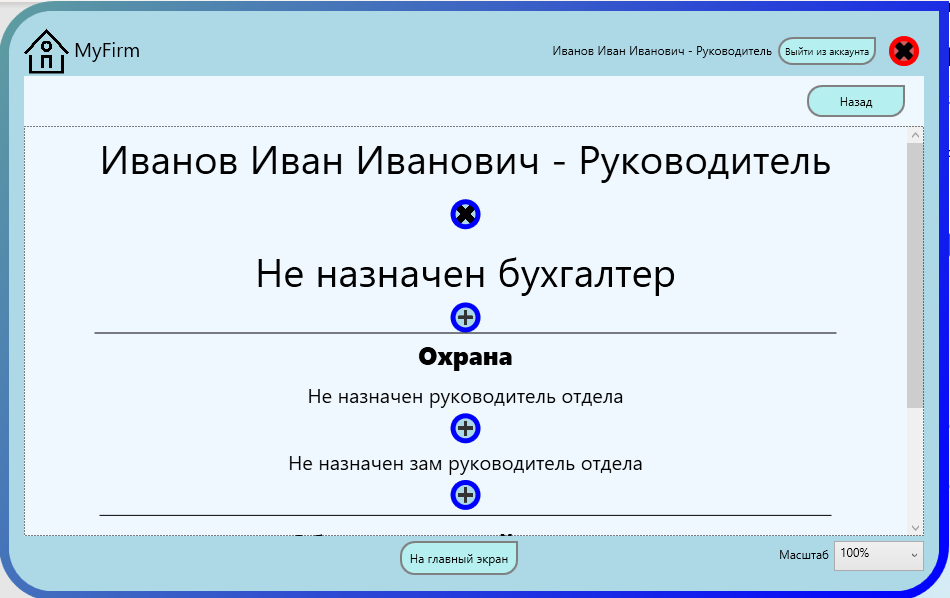 MyFirm
Иванов Иван Иванович - Руководитель
Выйти из аккаунта
Назад
Иванов Иван Иванович - Руководитель
Не назначен бухгалтер
Охрана
Не назначен руководитель отдела
Не назначен зам руководитель отдела
На главный экран
Масштаб
100%